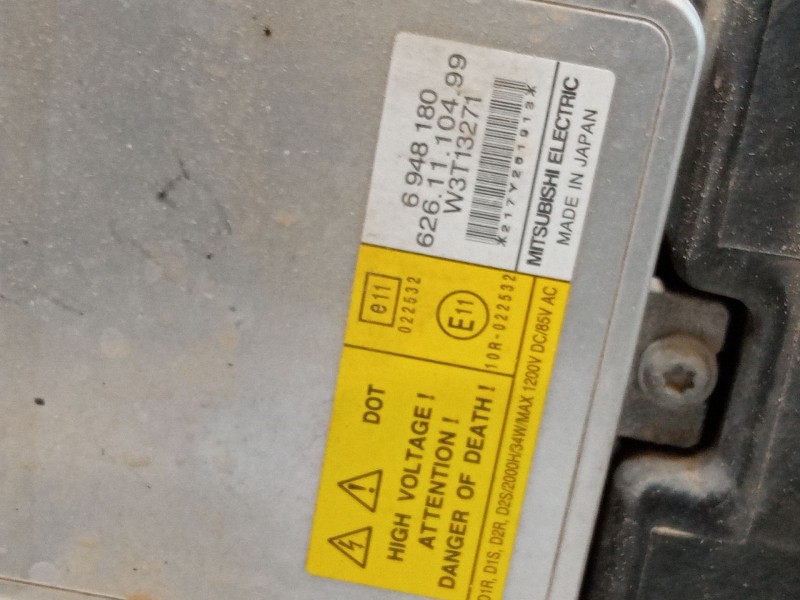 6 948 180
626.11.104.99
W3T13271
*217Y261913*
MITSUBISHI ELECTRIC
MADE IN JAPAN
e11
022532
E11
10R-022532
DOT
HIGH VOLTAGE!
ATTENTION!
DANGER OF DEATH!
D1R, D1S, D2R, D2S/2000H/34W/MAX 1200V DC/85V AC